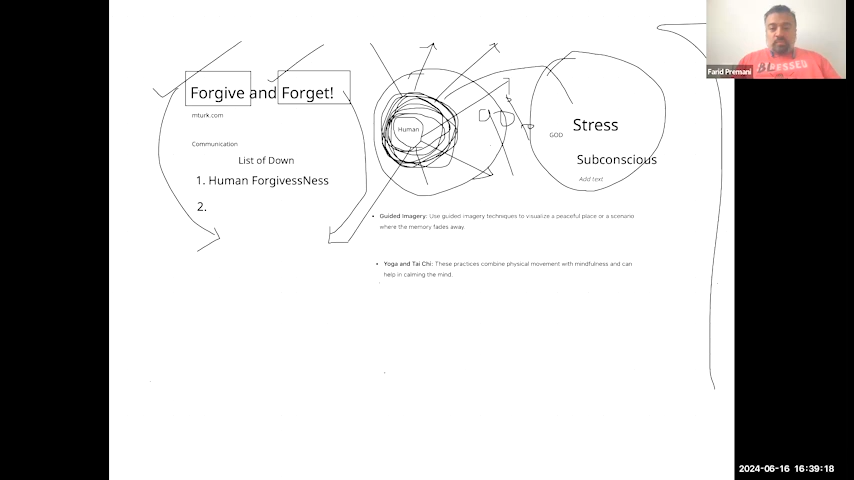 Forgive and Forget!
mturk.com
Communication
List of Down
1. Human ForgivessNess
2.
Human
GOD
Stress
Subconscious
Add text
• Guided Imagery: Use guided imagery techniques to visualize a peaceful place or a scenario
where the memory fades away.
• Yoga and Tai Chi: These practices combine physical movement with mindfulness and can
help in calming the mind.
BLESSED
Farid Premani
2024-06-16 16:39:18